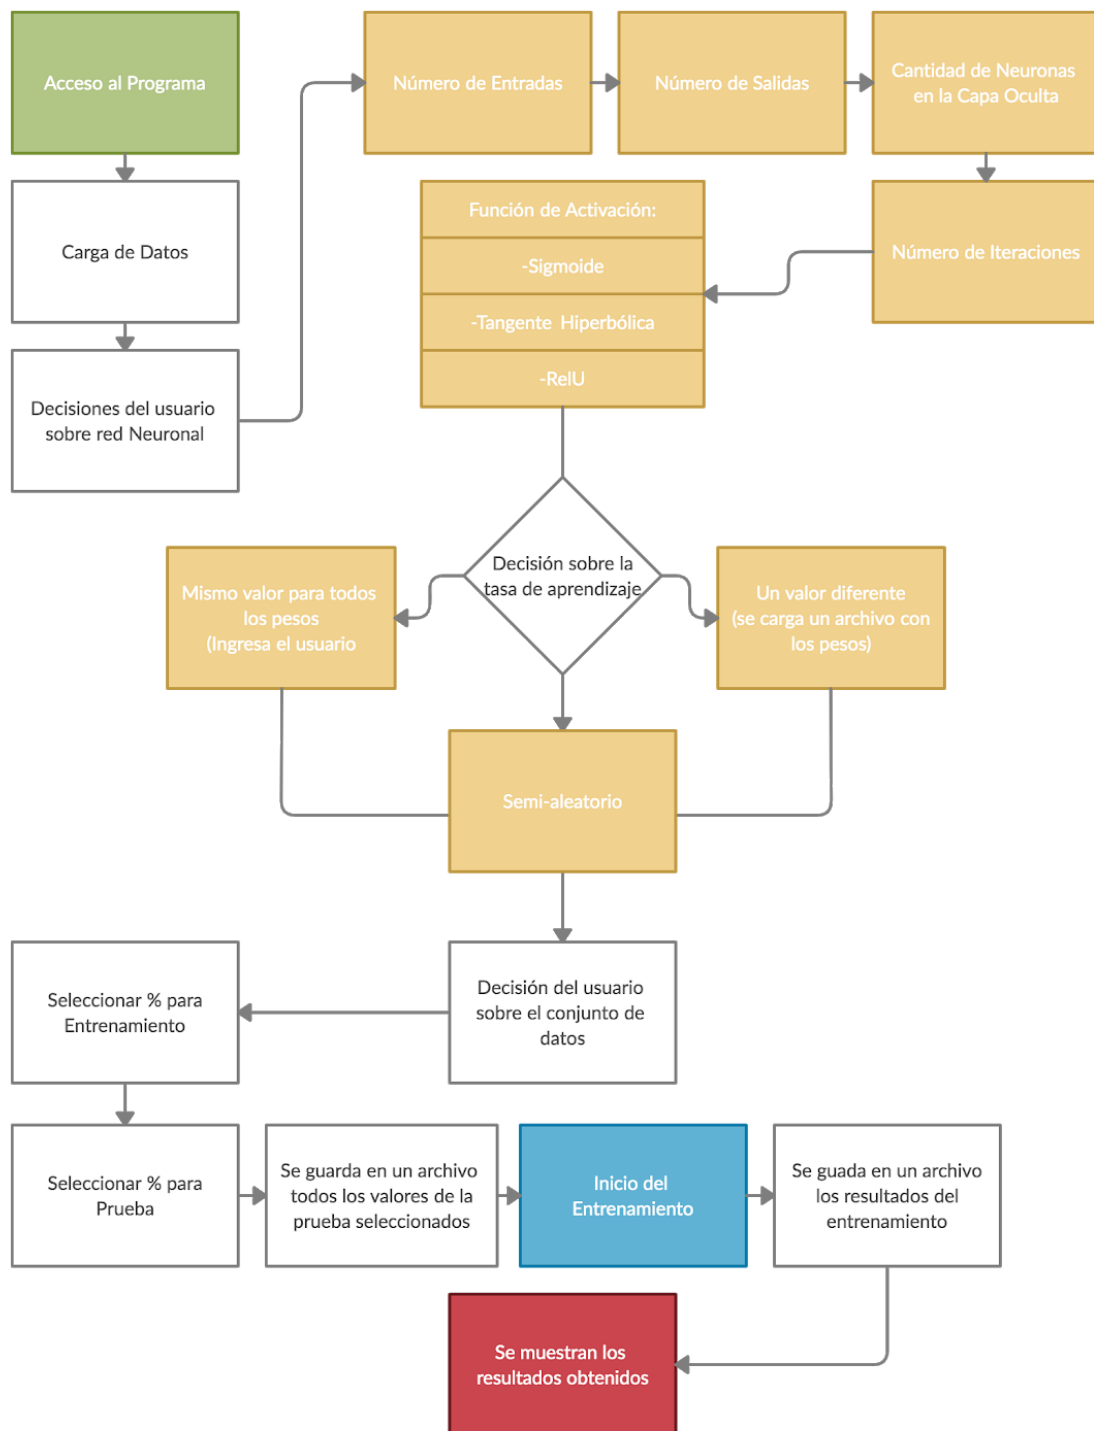 Acceso al Programa
Carga de Datos
Decisiones del usuario
sobre red Neuronal
Número de Entradas
Número de Salidas
Cantidad de Neuronas
en la Capa Oculta
Número de Iteraciones
Función de Activación:
-Sigmoide
-Tangente Hiperbólica
-RelU
Decisión sobre la
tasa de aprendizaje
Mismo valor para todos
los pesos
(Ingresa el usuario
Un valor diferente
(se carga un archivo con
los pesos)
Semi-aleatorio
Decisión del usuario
sobre el conjunto de
datos
Seleccionar % para
Entrenamiento
Seleccionar % para
Prueba
Se guarda en un archivo
todos los valores de la
prueba seleccionados
Inicio del
Entrenamiento
Se guada en un archivo
los resultados del
entrenamiento
Se muestran los
resultados obtenidos